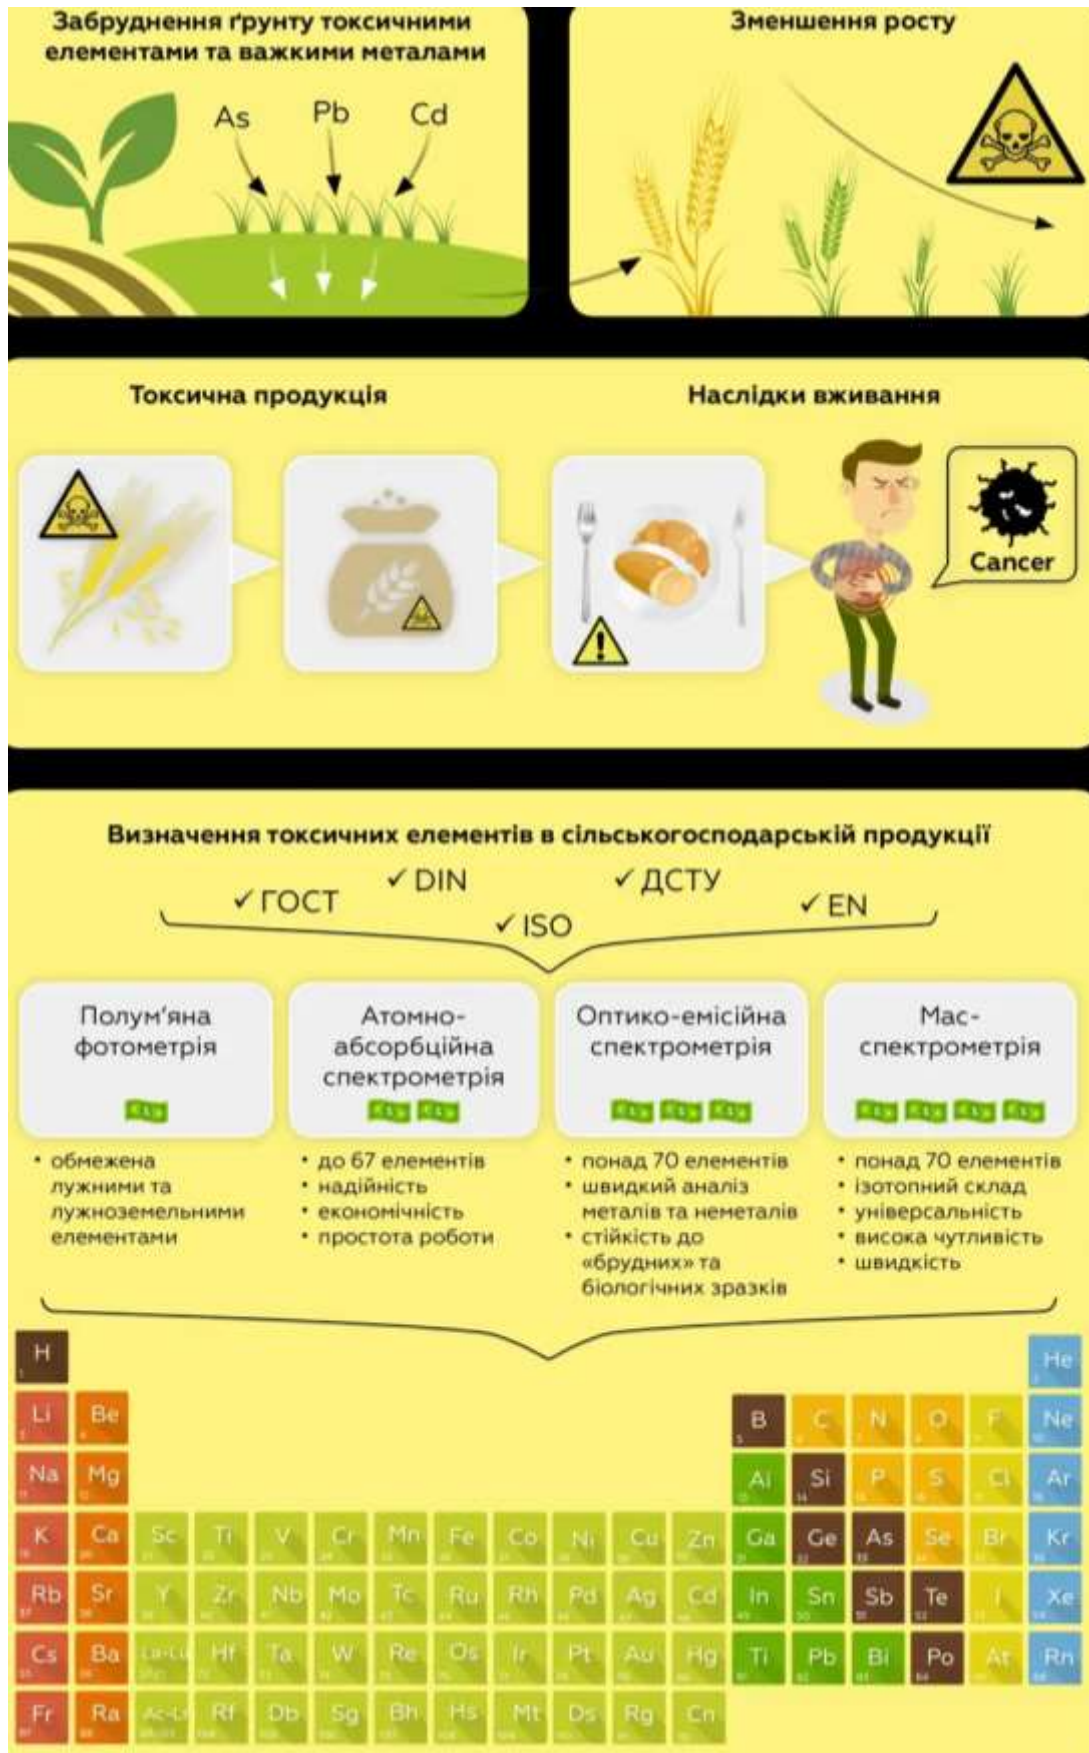 Забруднення ґрунту токсичними
елементами та важкими металами
As Pb Cd
Зменшення росту
Токсична продукція
Наслідки вживання
Cancer
Визначення токсичних елементів в сільськогосподарській продукції
✓ ГОСТ
✓ DIN
✓ ISO
✓ ДСТУ
✓ EN
Полум'яна
фотометрія
• обмежена
лужними та
лужноземельними
елементами
Атомно-
абсорбційна
спектрометрія
• до 67 елементів
• надійність
• економічність
• простота роботи
Оптико-емісійна
спектрометрія
• понад 70 елементів
• швидкий аналіз
металів та неметалів
• стійкість до
«брудних» та
біологічних зразків
Мас-
спектрометрія
• понад 70 елементів
• ізотопний склад
• універсальність
• висока чутливість
• швидкість
H He
Li Be B C N O F Ne
Na Mg Al Si P S Cl Ar
K Ca Sc Ti V Cr Mn Fe Co Ni Cu Zn Ga Ge As Se Br Kr
Rb Sr Y Zr Nb Mo Tc Ru Rh Pd Ag Cd In Sn Sb Te I Xe
Cs Ba La-Lu Hf Ta W Re Os Ir Pt Au Hg Ti Pb Bi Po At Rn
Fr Ra Rf Db Sg Bh Hs Mt Ds Rg Cn